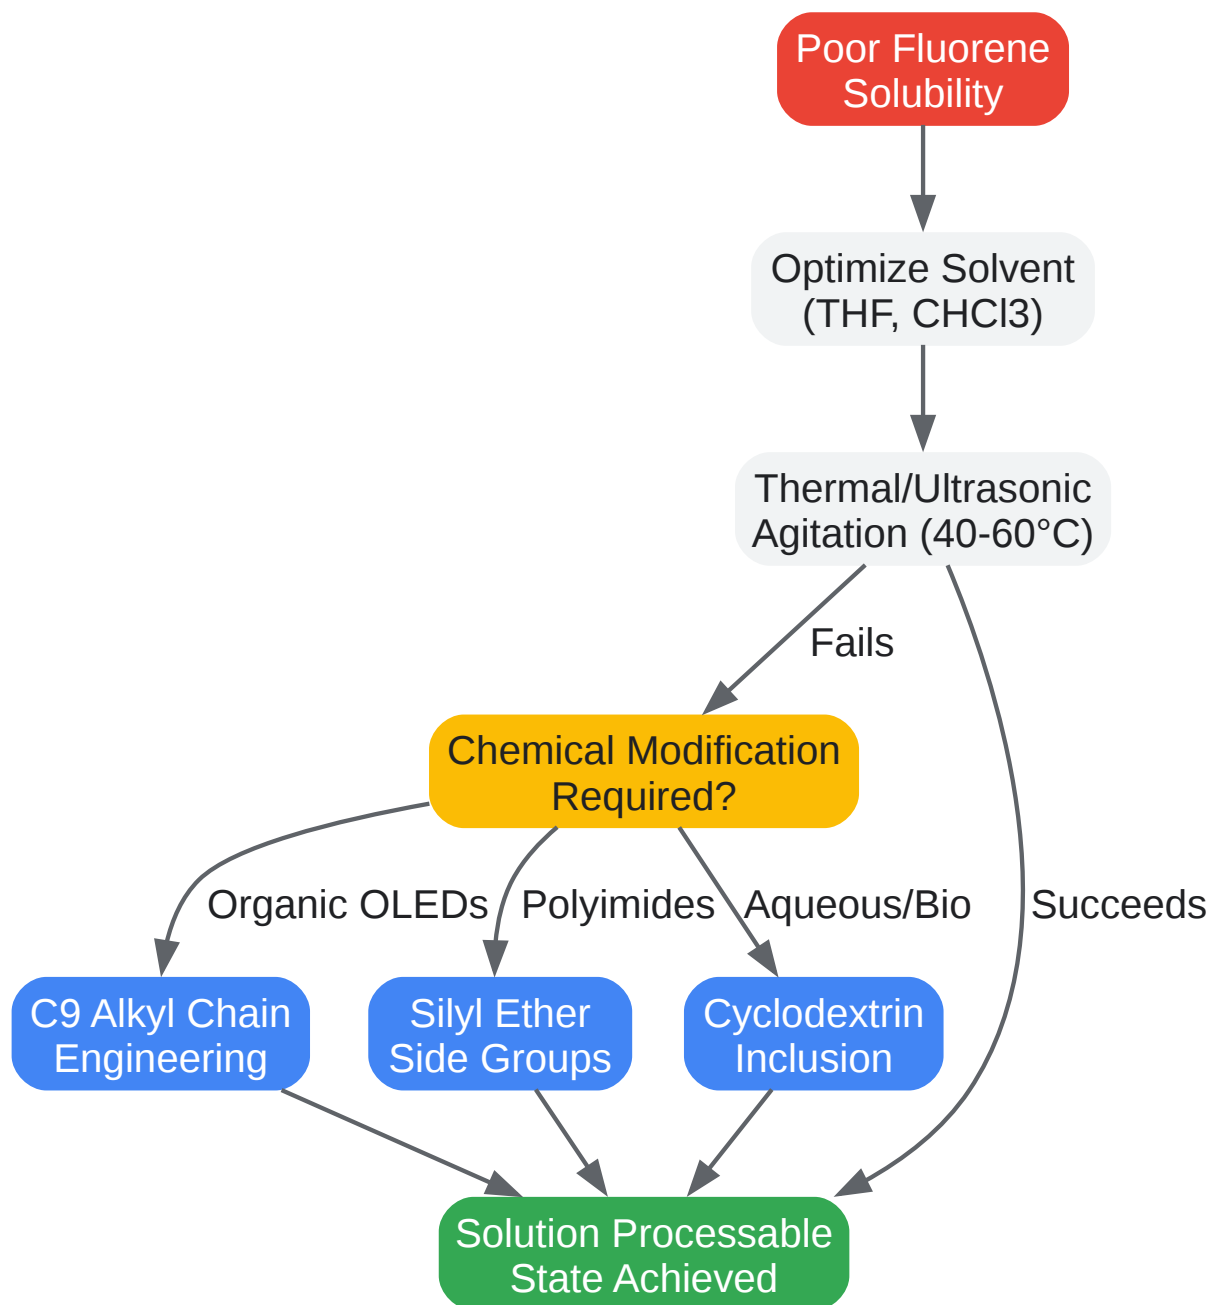 Poor Fluorene
Solubility
Optimize Solvent
(THF, CHCl3)
Thermal/Ultrasonic
Agitation (40-60°C)
Fails
Chemical Modification
Required?
Organic OLEDs
Polyimides
Aqueous/Bio
Succeeds
C9 Alkyl Chain
Engineering
Silyl Ether
Side Groups
Cyclodextrin
Inclusion
Solution Processable
State Achieved